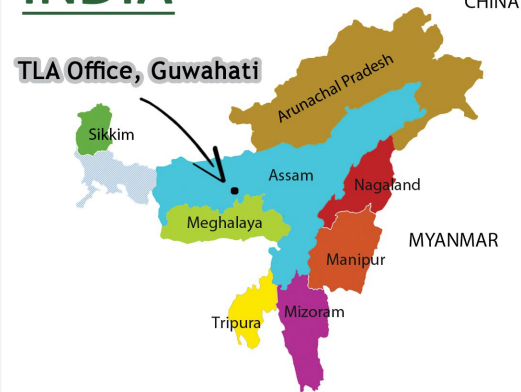 INDIA
CHINA
TLA Office, Guwahati
Arunachal Pradesh
Sikkim
Assam
Nagaland
Meghalaya
MYANMAR
Manipur
Mizoram
Tripura